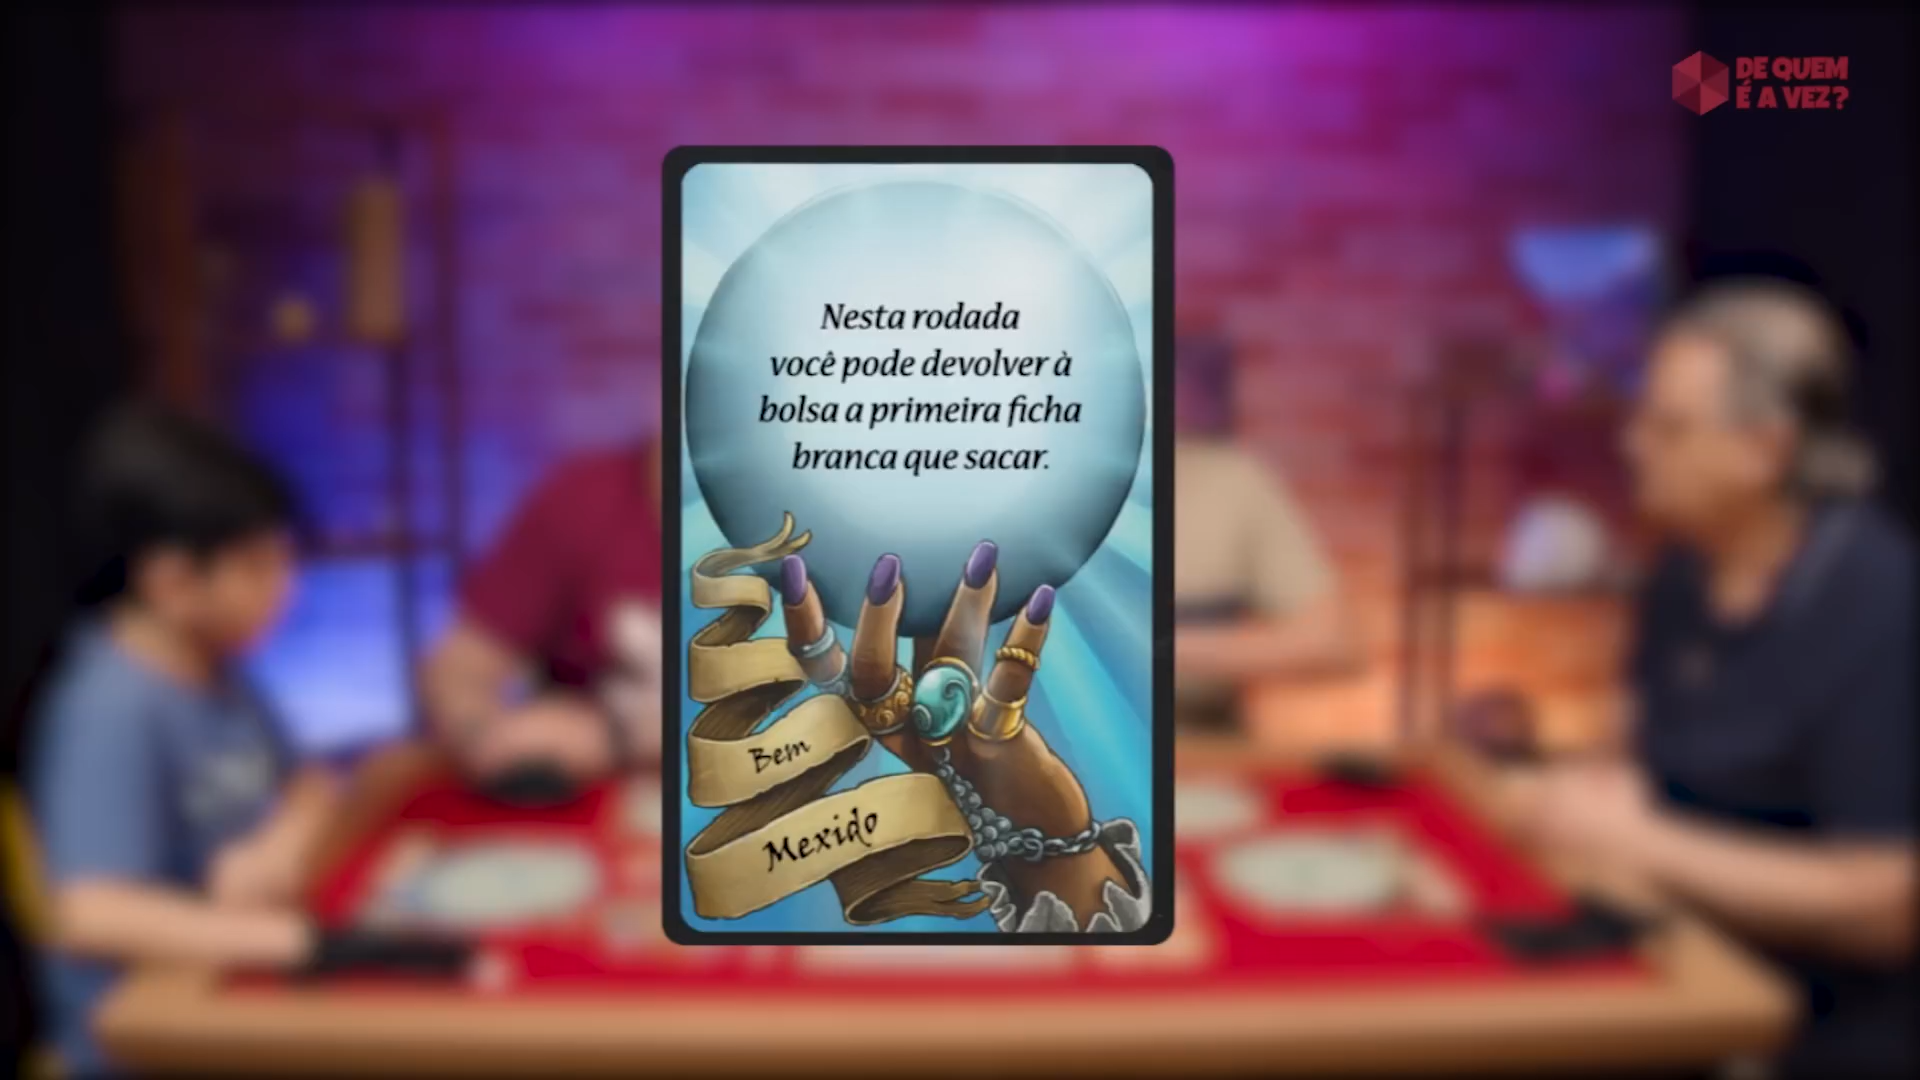 DE QUEM
É A VEZ?
Nesta rodada
você pode devolver à
bolsa a primeira ficha
branca que sacar.
Bem
Mexido